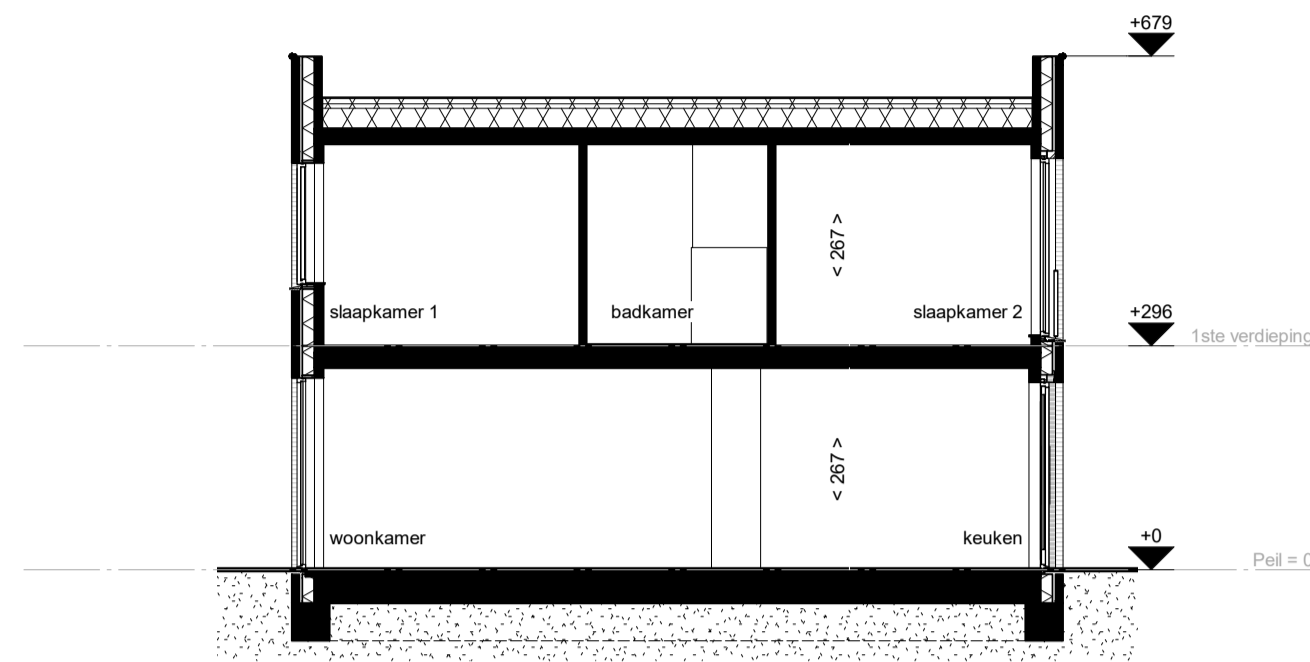 +679
< 267 >
slaapkamer 1
badkamer
slaapkamer 2
+296
1ste verdieping
< 267 >
woonkamer
keuken
+0
Peil = 0